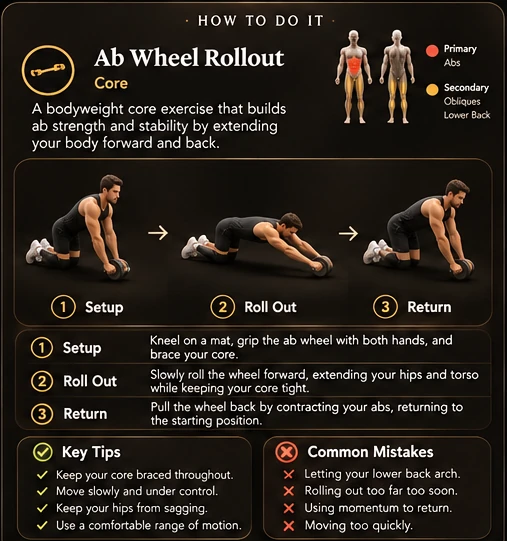 · HOW TO DO IT ·
Ab Wheel Rollout
Core
A bodyweight core exercise that builds
ab strength and stability by extending
your body forward and back.
Primary
Abs
Secondary
Obliques
Lower Back
1 Setup
2 Roll Out
3 Return
1 Setup
Kneel on a mat, grip the ab wheel with both hands, and
brace your core.
2 Roll Out
Slowly roll the wheel forward, extending your hips and torso
while keeping your core tight.
3 Return
Pull the wheel back by contracting your abs, returning to
the starting position.
Key Tips
Keep your core braced throughout.
Move slowly and under control.
Keep your hips from sagging.
Use a comfortable range of motion.
Common Mistakes
Letting your lower back arch.
Rolling out too far too soon.
Using momentum to return.
Moving too quickly.